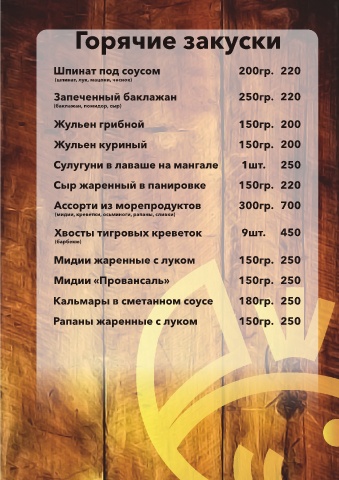 Горячие закуски
Шпинат под соусом 200гр. 220
(шпинат, лук, мацони, чеснок)
Запеченный баклажан 250гр. 220
(баклажан, помидор, сыр)
Жульен грибной 150гр. 200
Жульен куриный 150гр. 200
Сулугуни в лаваше на мангале 1шт. 250
Сыр жаренный в панировке 150гр. 220
Ассорти из морепродуктов 300гр. 700
(мидии, креветки, осьминоги, рапаны, сливки)
Хвосты тигровых креветок 9шт. 450
(барбекю)
Мидии жаренные с луком 150гр. 250
Мидии «Провансаль» 150гр. 250
Кальмары в сметанном соусе 180гр. 250
Рапаны жаренные с луком 150гр. 250